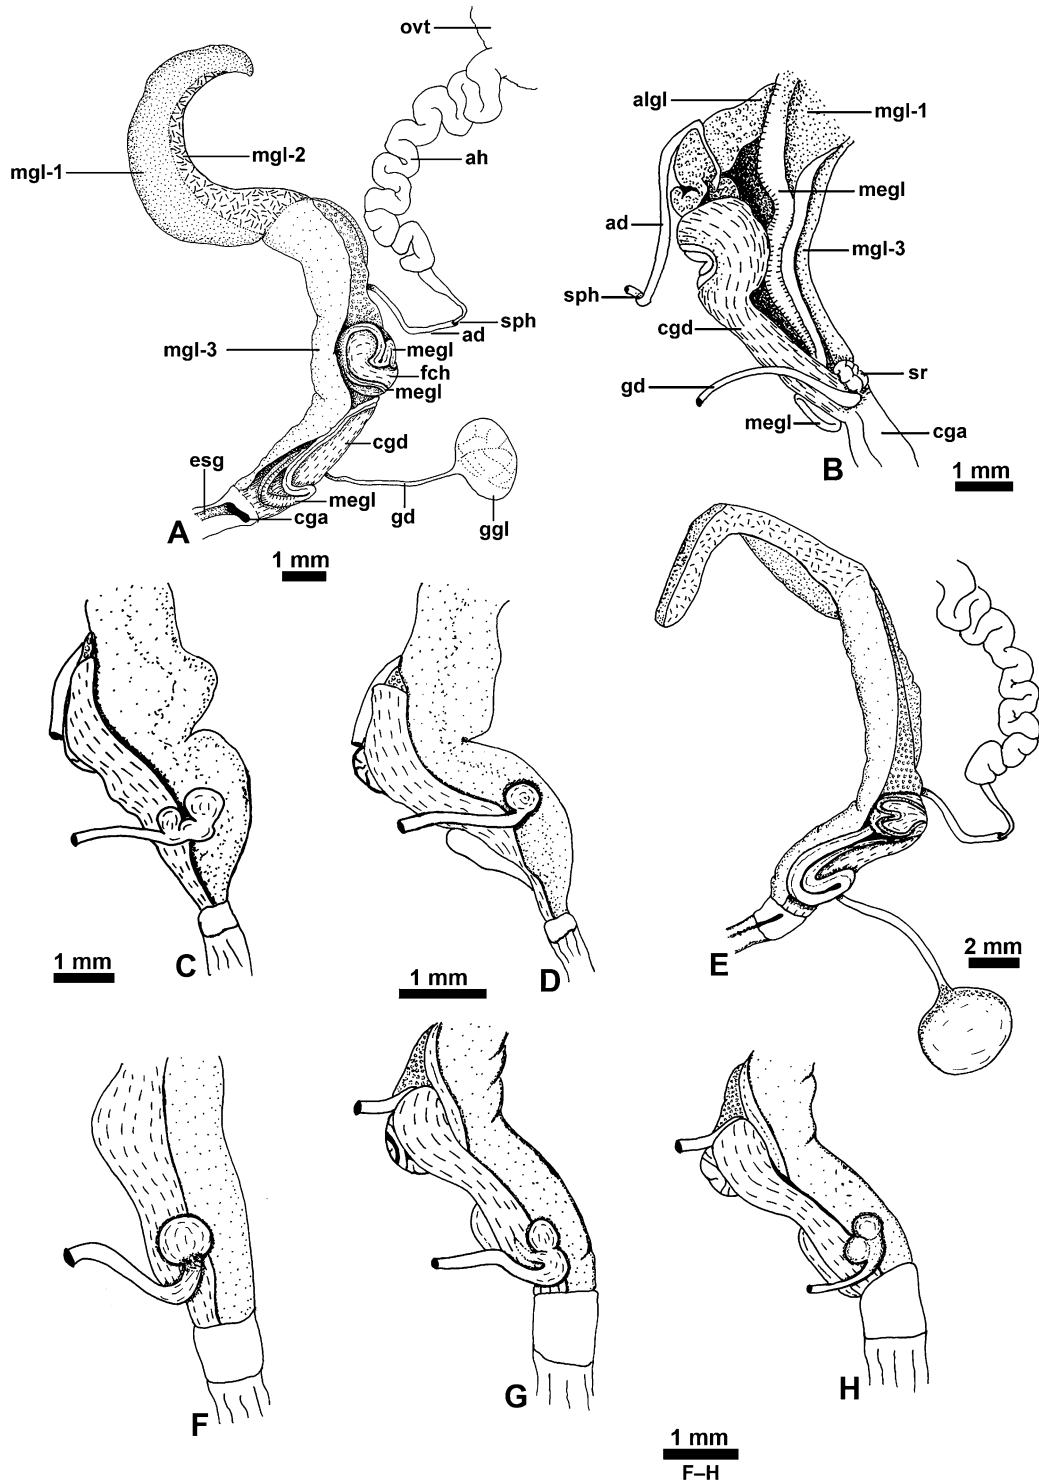 ovt
mgl-1
mgl-2
ah
sph
ad
mgl-3
megl
fch
megl
cgd
esg
megl
cga
gd
ggl
A
1 mm
algl
mgl-1
megl
ad
mgl-3
sph
cgd
gd
sr
megl
cga
B
1 mm
C
1 mm
D
1 mm
E
2 mm
F
G
H
1 mm
F–H